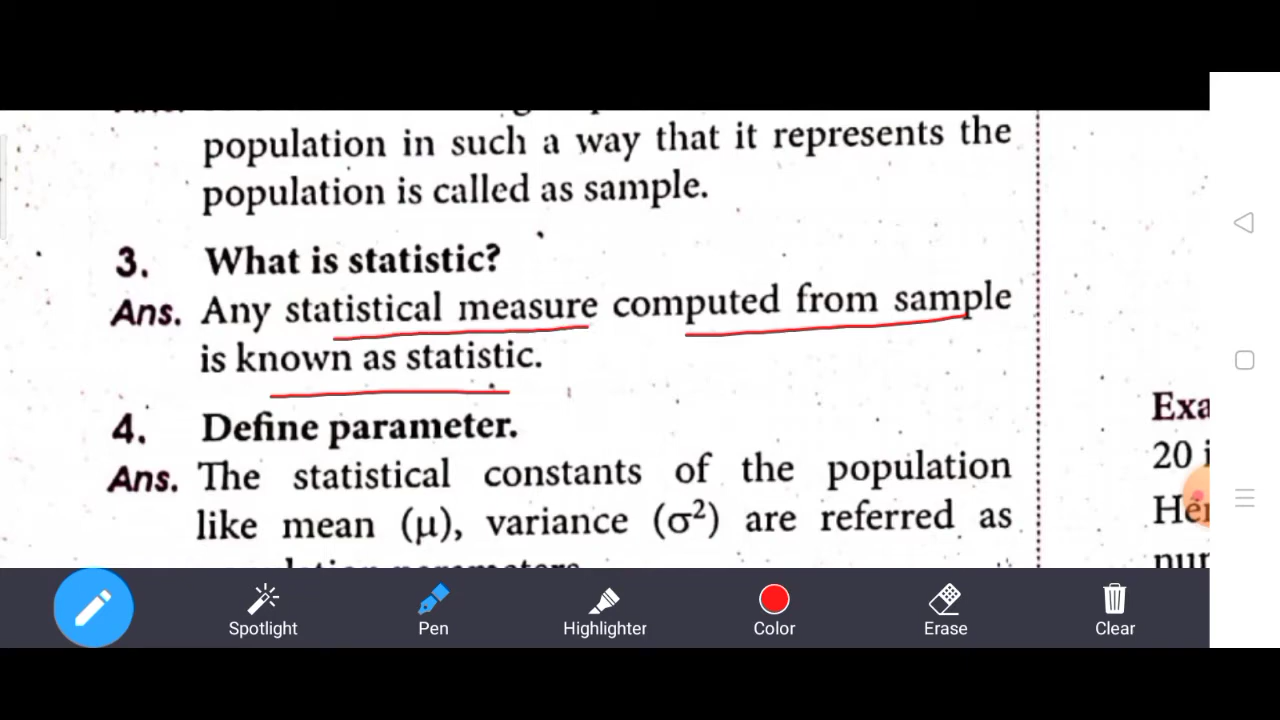 population in such a way that it represents the
population is called as sample.
3. What is statistic?
Ans. Any statistical measure computed from sample
is known as statistic.
4. Define parameter.
Ans. The statistical constants of the population
like mean (μ), variance (σ²) are referred as
Exa
20 i
Spotlight Pen Highlighter Color Erase Clear